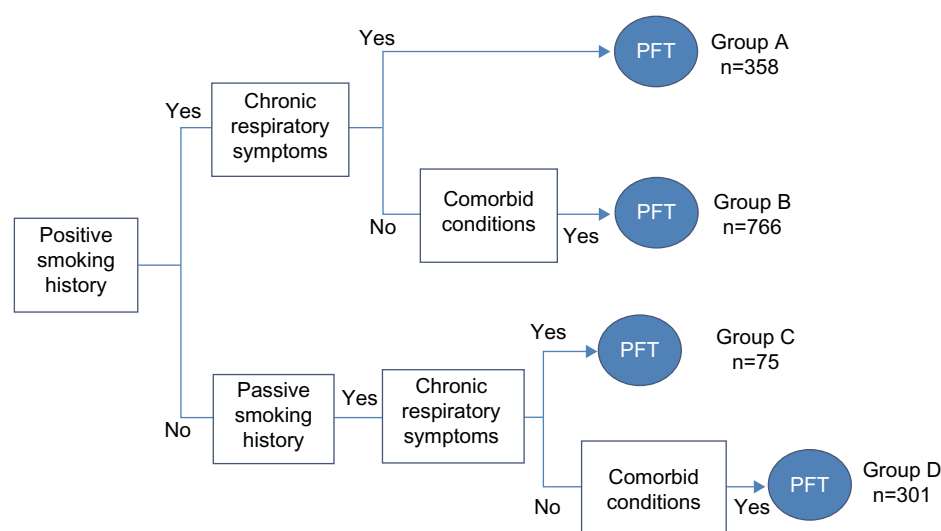 Yes
PFT
Group A
n=358
Yes
Chronic
respiratory
symptoms
Comorbid
conditions
PFT
Group B
n=766
No
Yes
Positive
smoking
history
Yes
PFT
Group C
n=75
No
Passive
smoking
history
Yes
Chronic
respiratory
symptoms
No
Comorbid
conditions
Yes
PFT
Group D
n=301